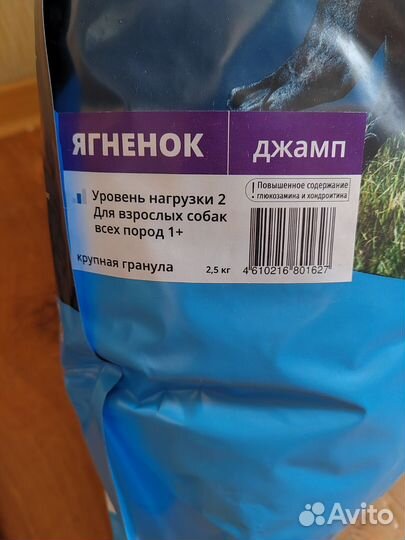 ЯГНЕНОК джамп
Уровень нагрузки 2
Для взрослых собак
всех пород 1+
! Повышенное содержание
глюкозамина и хондроитина
крупная гранула 2,5 кг
4 610216 801627
Avito